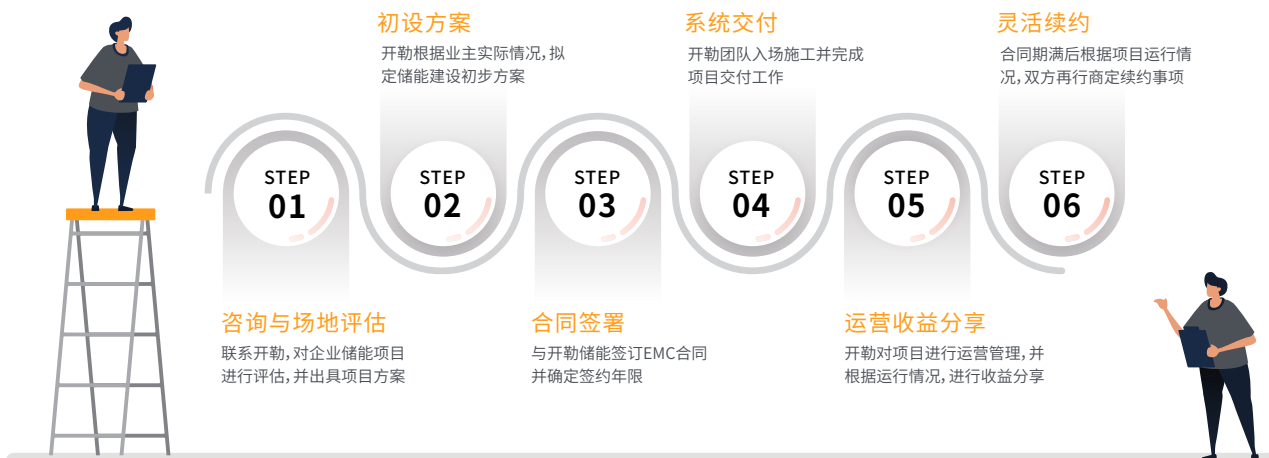 STEP
01
咨询与场地评估
联系开勒,对企业储能项目
进行评估,并出具项目方案
初设方案
开勒根据业主实际情况,拟
定储能建设初步方案
STEP
02
STEP
03
合同签署
与开勒储能签订EMC合同
并确定签约年限
系统交付
开勒团队入场施工并完成
项目交付工作
STEP
04
STEP
05
运营收益分享
开勒对项目进行运营管理,并
根据运行情况,进行收益分享
灵活续约
合同期满后根据项目运行情
况,双方再行商定续约事项
STEP
06